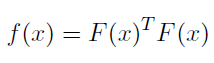 f(x) = F(x)^T F(x)